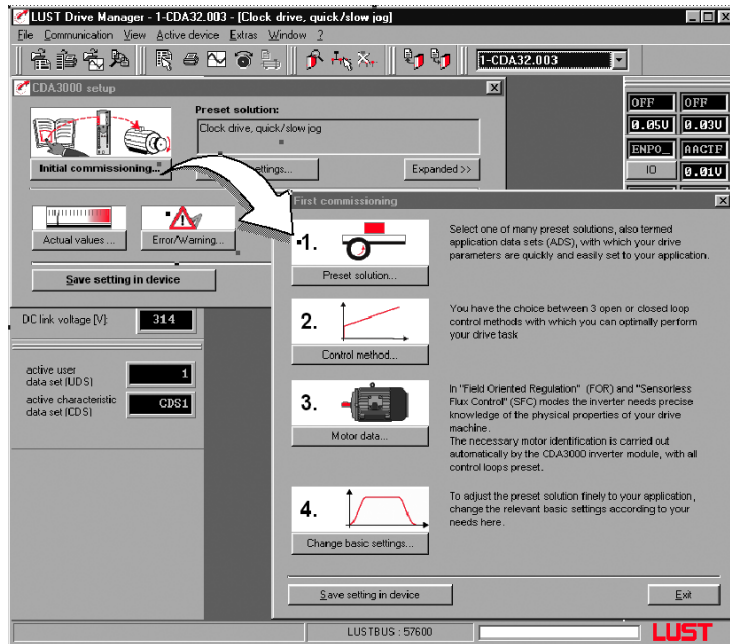 LUST Drive Manager - 1-CDA32.003 - [Clock drive, quick/slow jog]
File Communication View Active device Extras Window ?
1-CDA32.003
CDA3000 setup
Preset solution:
Clock drive, quick/slow jog
Initial commissioning...
ttings...
Expanded >>
Actual values ...
Error/Warning...
Save setting in device
DC link voltage [V]: 314
active user
data set (UDS) 1
active characteristic
data set (CDS) CDS1
OFF OFF
0.05V 0.03V
ENPO_ AACTF
IO 0.01V
First commissioning
1.
Preset solution...
Select one of many preset solutions, also termed
application data sets (ADS), with which your drive
parameters are quickly and easily set to your application.
2.
Control method...
You have the choice between 3 open or closed loop
control methods with which you can optimally perform
your drive task
3.
Motor data...
In "Field Oriented Regulation" (FOR) and "Sensorless
Flux Control" (SFC) modes the inverter needs precise
knowledge of the physical properties of your drive
machine.
The necessary motor identification is carried out
automatically by the CDA3000 inverter module, with all
control loops preset.
4.
Change basic settings...
To adjust the preset solution finely to your application,
change the relevant basic settings according to your
needs here.
Save setting in device
Exit
LUSTBUS : 57600
LUST